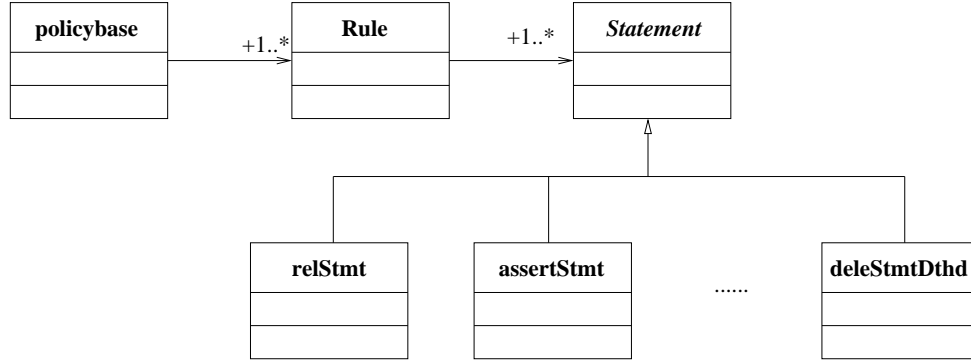 policybase
Rule
Statement
+1..*
+1..*
relStmt
assertStmt
......
deleStmtDthd